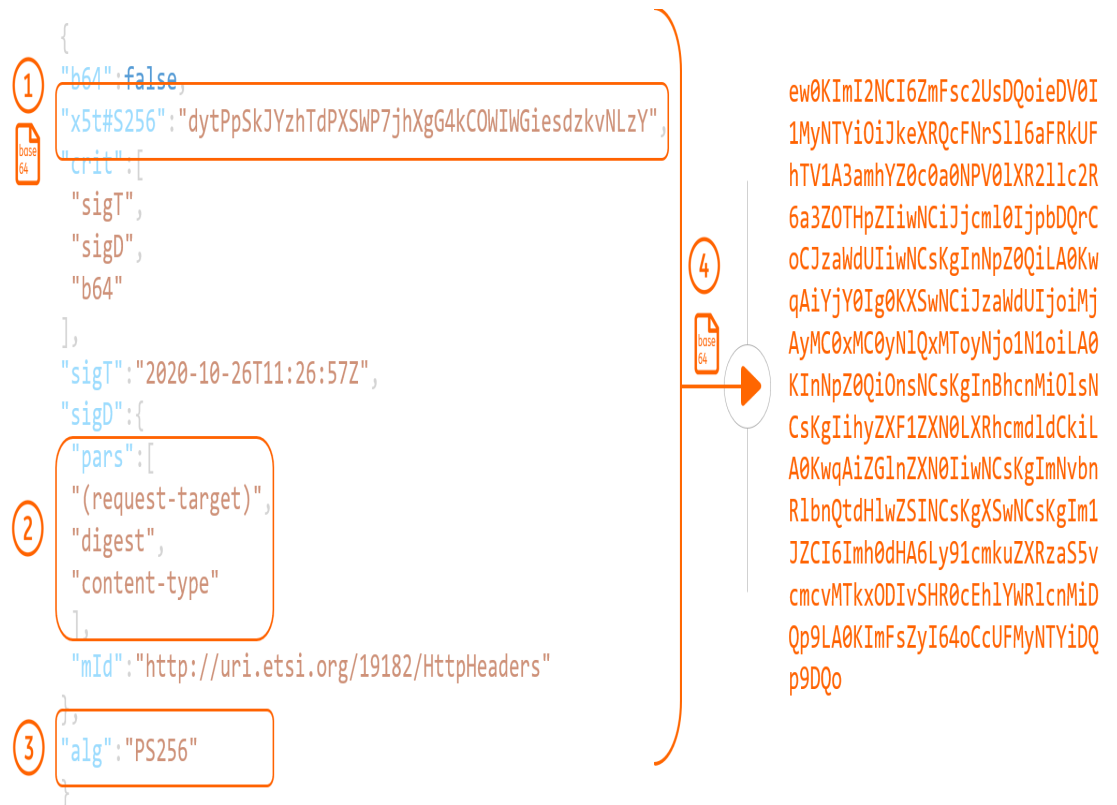 {
1
"b64":false,
base
64
"x5t#S256":"dytPpSkJYzhTdPXSWP7jhXgG4kCOWIWGiesdzkvNLzY",
"crit":[
"sigT",
"sigD",
"b64"
],
"sigT":"2020-10-26T11:26:57Z",
"sigD":{
2
"pars":[
"(request-target)",
"digest",
"content-type"
],
"mId":"http://uri.etsi.org/19182/HttpHeaders"
},
3
"alg":"PS256"
}
4
base
64
ew0KImI2NCI6ZmFsc2UsDQoieDV0I
1MyNTYiOiJkeXRQcFNrSll6aFRkUF
hTV1A3amhYZ0c0a0NPV0lXR2llc2R
6a3ZOTHpZIiwNCiJjcml0IjpbDQrC
oCJzaWdUIiwNCsKgInNpZ0QiLA0Kw
qAiYjY0Ig0KXSwNCiJzaWdUIjoiMj
AyMC0xMC0yNlQxMToyNjo1N1oiLA0
KInNpZ0QiOnsNCsKgInBhcnMiOlsN
CsKgIihyZXF1ZXN0LXRhcmdldCkiL
A0KwqAiZGlnZXN0IiwNCsKgImNvbn
RlbnQtdHlwZSINCsKgXSwNCsKgIm1
JZCI6Imh0dHA6Ly91cmkuZXRzaS5v
cmcvMTkxODIvSHR0cEhlYWRlcnMiD
Qp9LA0KImFsZyI64oCcUFMyNTYiDQ
p9DQo